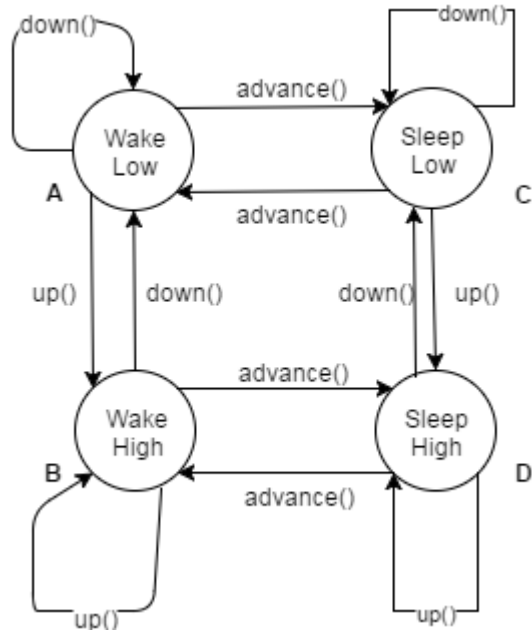 down()
down()
advance()
Wake
Low
Sleep
Low
A
C
advance()
up()
down()
down()
up()
advance()
Wake
High
Sleep
High
B
D
advance()
up()
up()